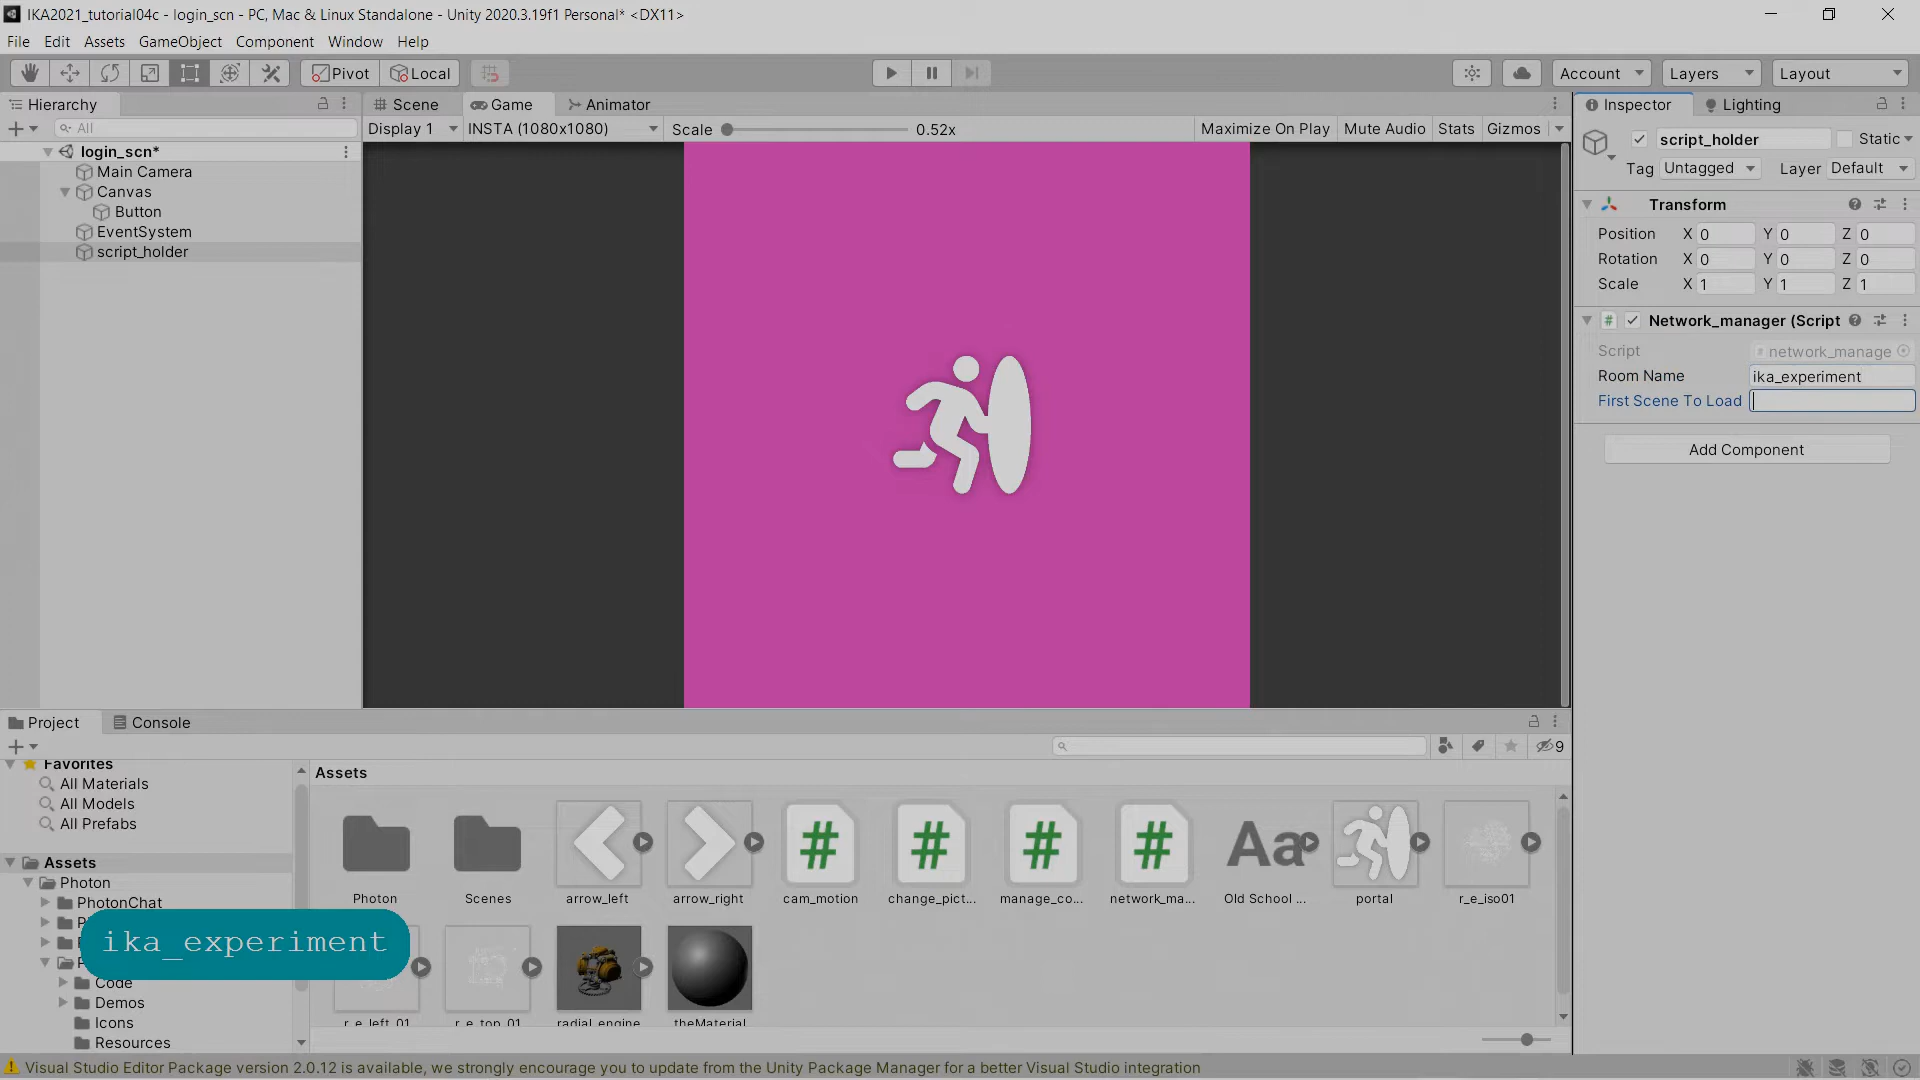 IKA2021_tutorial04c - login_scn - PC, Mac & Linux Standalone - Unity 2020.3.19f1 Personal* <DX11>
File Edit Assets GameObject Component Window Help
Pivot Local Account Layers Layout
Hierarchy
All
login_scn*
Main Camera
Canvas
Button
EventSystem
script_holder
Scene Game Animator
Display 1 INSTA (1080x1080) Scale 0.52x Maximize On Play Mute Audio Stats Gizmos
Inspector Lighting
script_holder Static
Tag Untagged Layer Default
Transform
Position X 0 Y 0 Z 0
Rotation X 0 Y 0 Z 0
Scale X 1 Y 1 Z 1
# Network_manager (Script
Script # network_manage
Room Name ika_experiment
First Scene To Load
Add Component
Project Console
9
Favorites
All Materials
All Models
All Prefabs
Assets
Photon
PhotonChat
P
Code
Demos
Icons
Resources
ika_experiment
Assets
# # # # Aa
Photon Scenes arrow_left arrow_right cam_motion change_pict... manage_co... network_ma... Old School ... portal r_e_iso01
r_e_left_01 r_e_top_01 radial_engine theMaterial
Visual Studio Editor Package version 2.0.12 is available, we strongly encourage you to update from the Unity Package Manager for a better Visual Studio integration